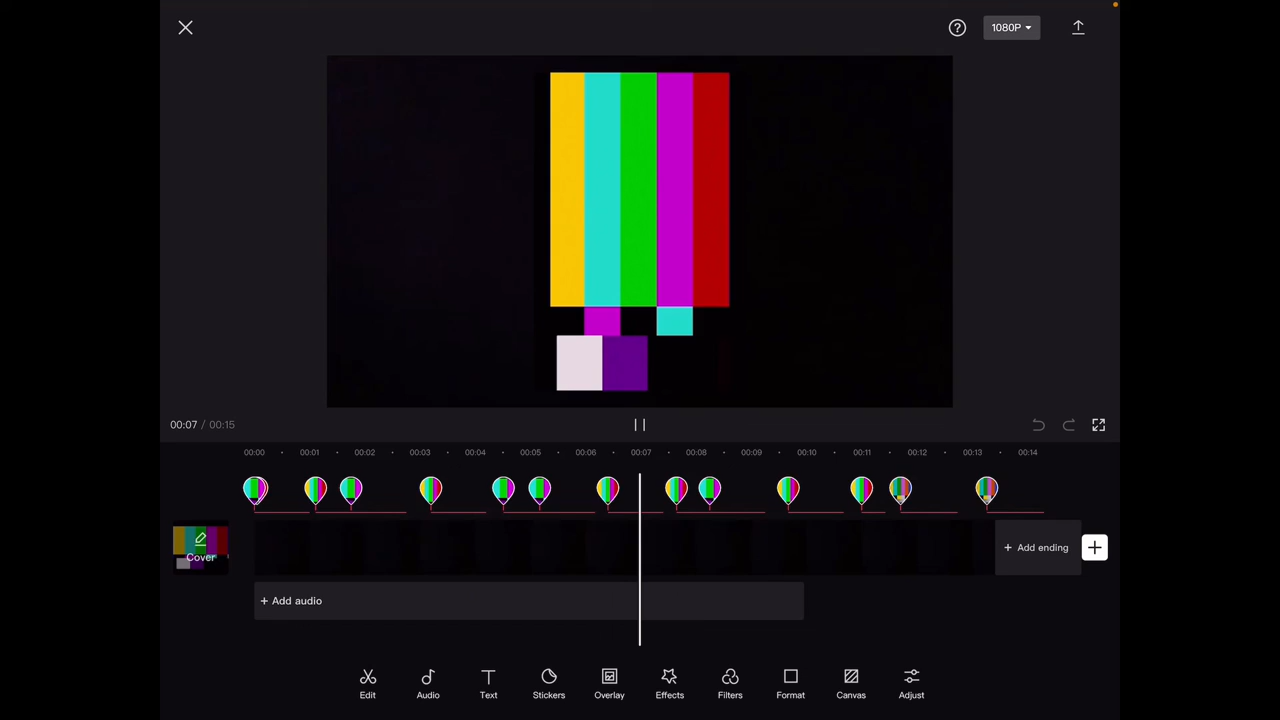 1080P
00:07 / 00:15
00:00 00:01 00:02 00:03 00:04 00:05 00:06 00:07 00:08 00:09 00:10 00:11 00:12 00:13 00:14
Cover
+ Add ending
+ Add audio
Edit Audio Text Stickers Overlay Effects Filters Format Canvas Adjust